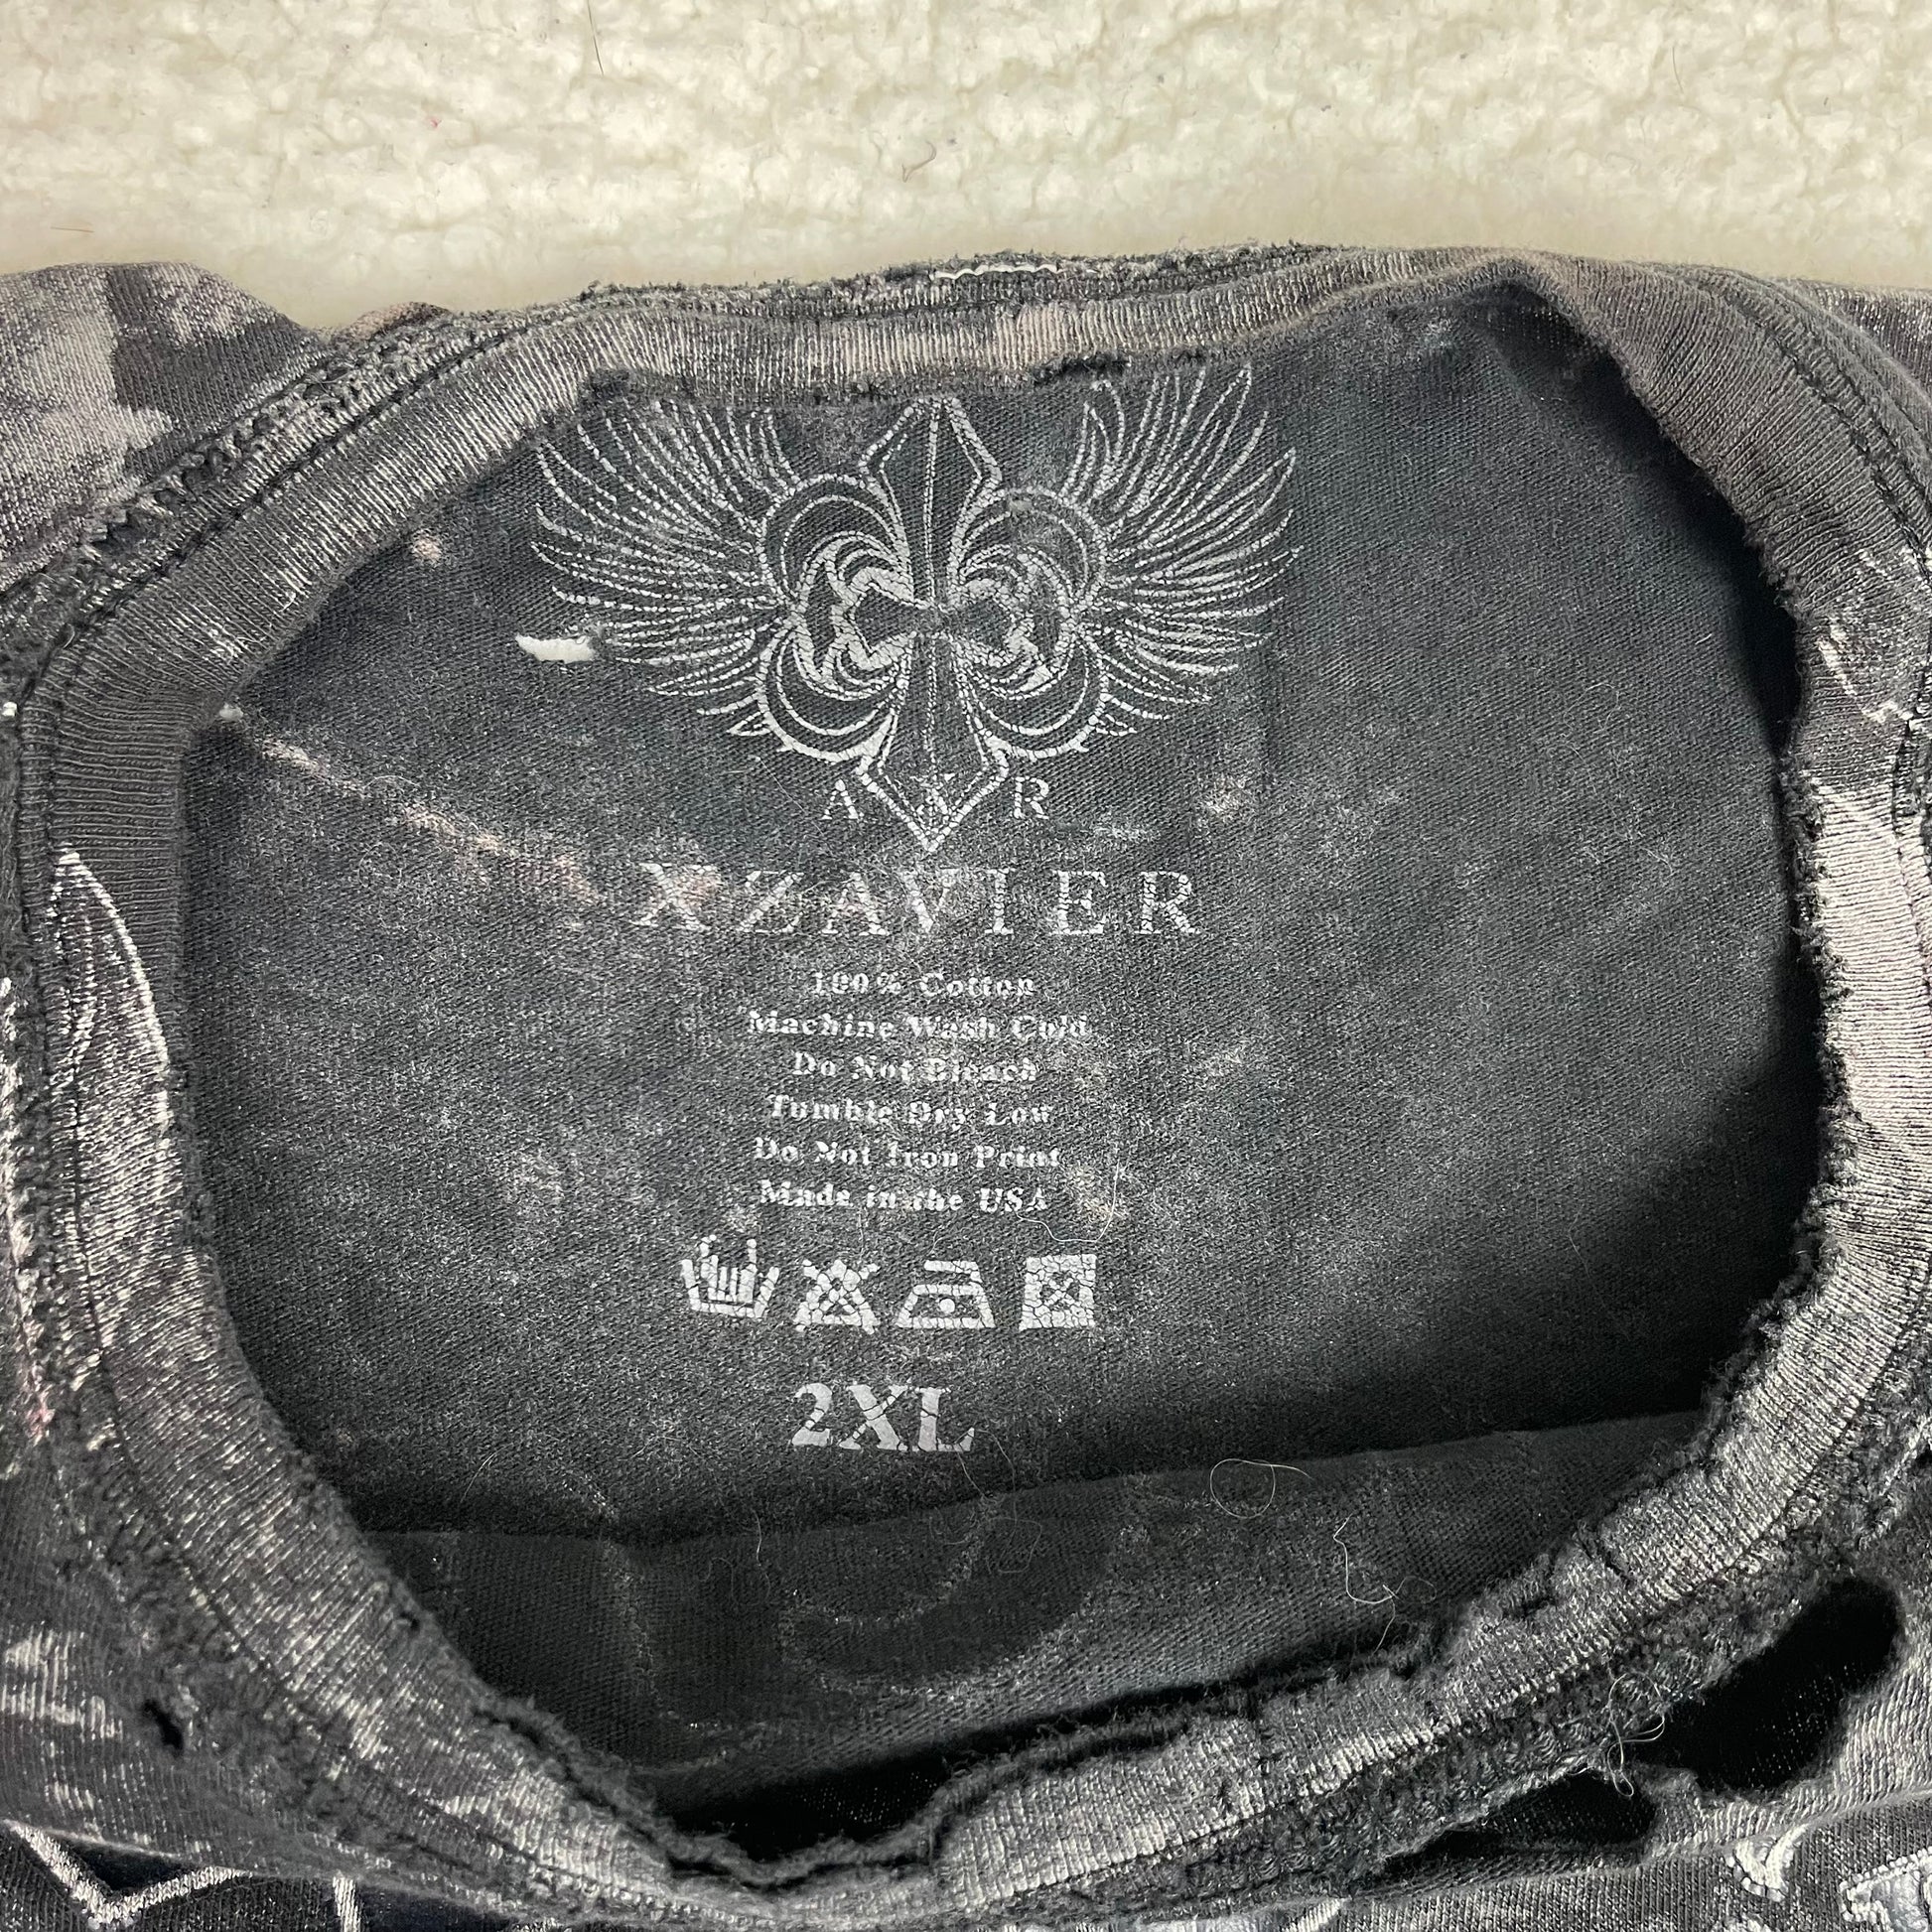 A X R
XZAVIER
100% Cotton
Machine Wash Cold
Do Not Bleach
Tumble Dry Low
Do Not Iron Print
Made in the USA
2XL